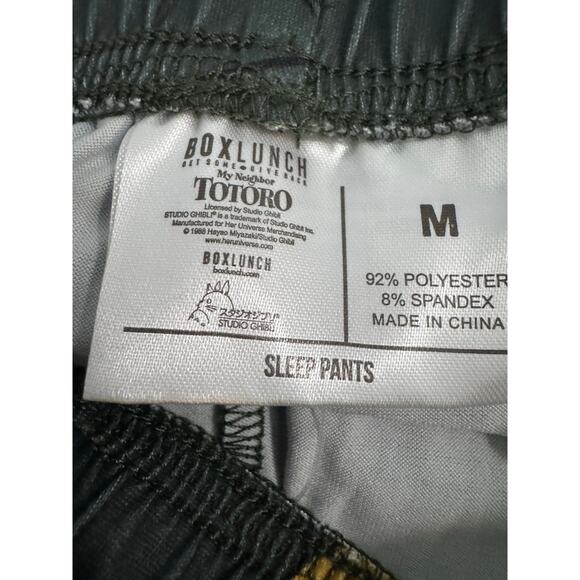 BOXLUNCH
GET SOME • GIVE BACK
My Neighbor
TOTORO
Licensed by Studio Ghibli
STUDIO GHIBLI® is a trademark of Studio Ghibli Inc.
Manufactured for Her Universe Merchandising
© 1988 Hayao Miyazaki/Studio Ghibli
www.heruniverse.com
BOXLUNCH
boxlunch.com
スタジオジブリ
STUDIO GHIBLI
M
92% POLYESTER
8% SPANDEX
MADE IN CHINA
SLEEP PANTS